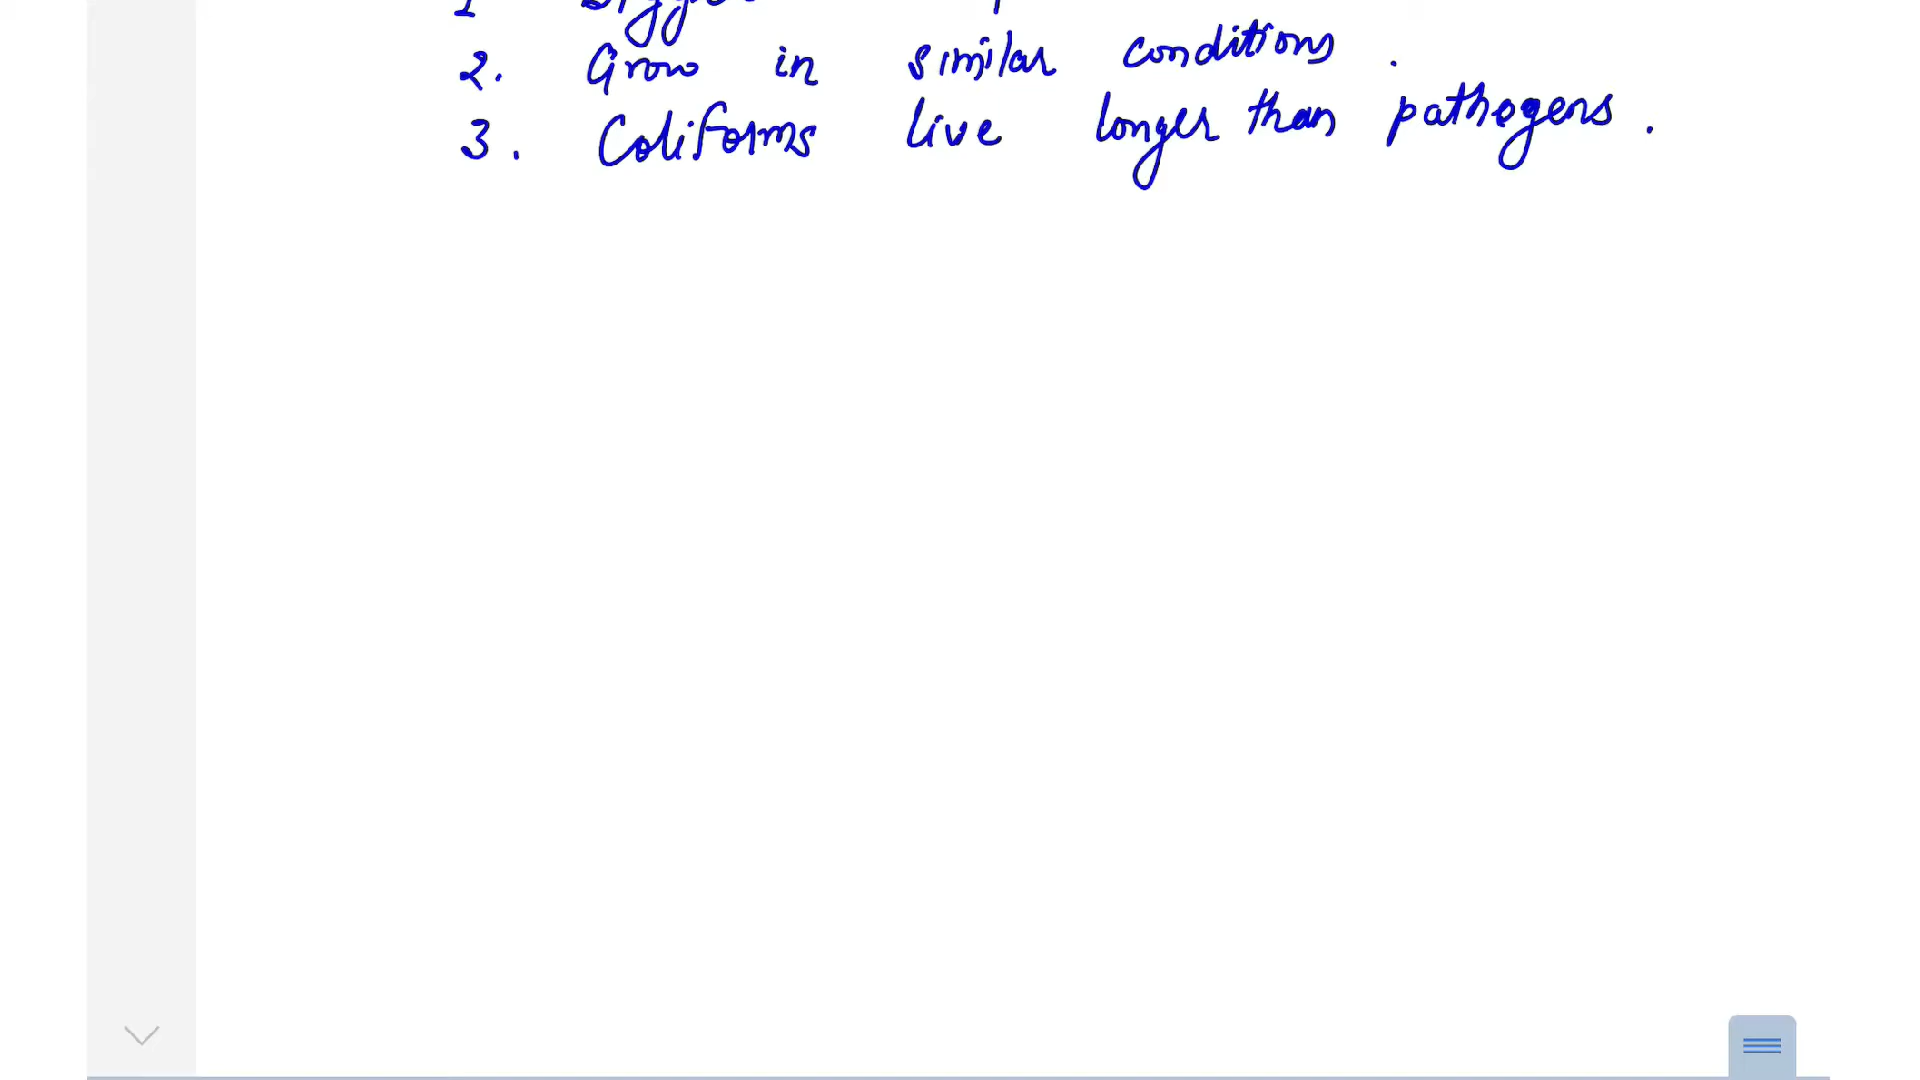 2. Grow in similar conditions.
3. Coliforms live longer than pathogens.